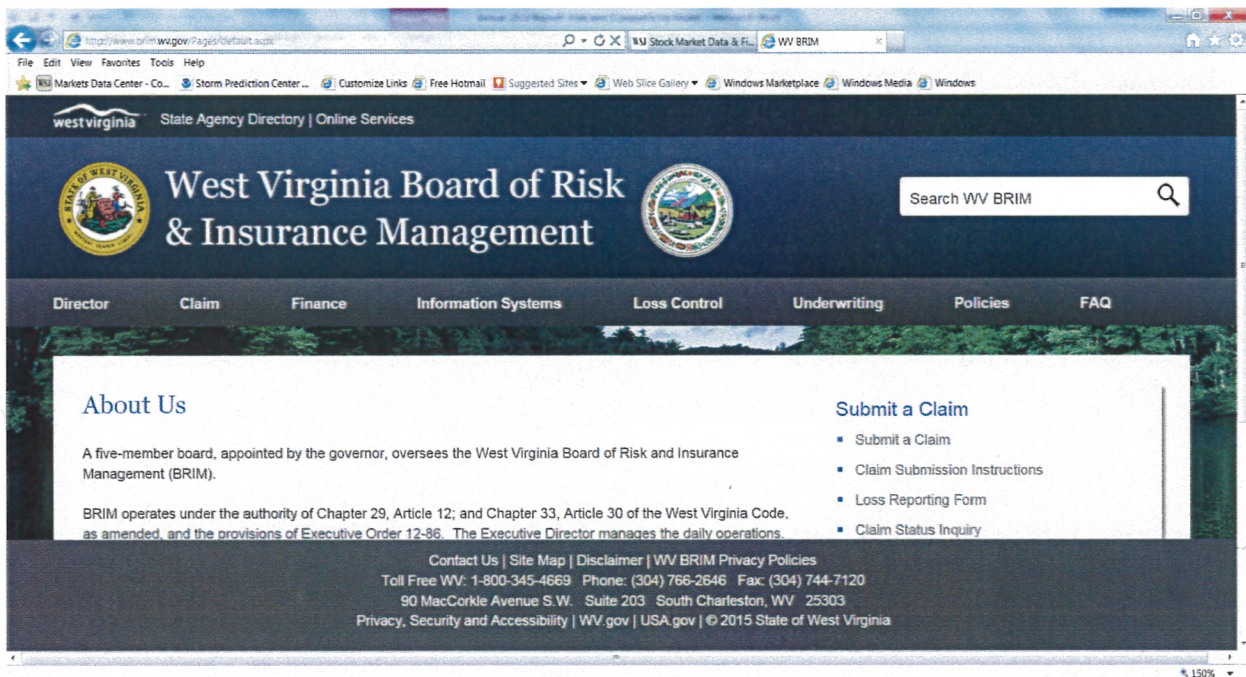 http://www.brim.wv.gov/Pages/default.aspx
WSJ Stock Market Data & Fi...
WV BRIM
File Edit View Favorites Tools Help
WSJ Markets Data Center - Co... Storm Prediction Center ... Customize Links Free Hotmail Suggested Sites Web Slice Gallery Windows Marketplace Windows Media Windows
westvirginia State Agency Directory | Online Services
STATE OF WEST VIRGINIA
West Virginia Board of Risk
& Insurance Management
Search WV BRIM
Director Claim Finance Information Systems Loss Control Underwriting Policies FAQ
About Us
A five-member board, appointed by the governor, oversees the West Virginia Board of Risk and Insurance
Management (BRIM).
BRIM operates under the authority of Chapter 29, Article 12; and Chapter 33, Article 30 of the West Virginia Code,
as amended, and the provisions of Executive Order 12-86. The Executive Director manages the daily operations.
Submit a Claim
Submit a Claim
Claim Submission Instructions
Loss Reporting Form
Claim Status Inquiry
Contact Us | Site Map | Disclaimer | WV BRIM Privacy Policies
Toll Free WV: 1-800-345-4669 Phone: (304) 766-2646 Fax: (304) 744-7120
90 MacCorkle Avenue S.W. Suite 203 South Charleston, WV 25303
Privacy, Security and Accessibility | WV.gov | USA.gov | © 2015 State of West Virginia
150%